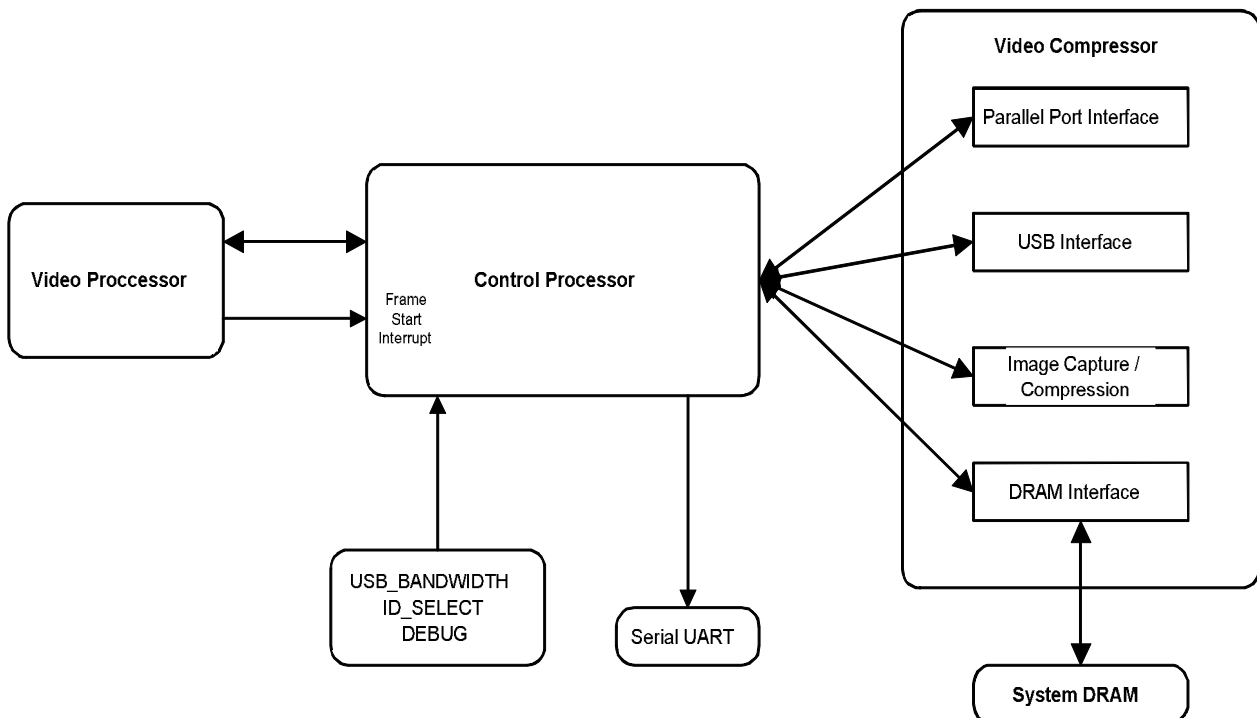 Video Compressor
Parallel Port Interface
USB Interface
Video Proccessor
Control Processor
Frame
Start
Interrupt
Image Capture /
Compression
DRAM Interface
USB_BANDWIDTH
ID_SELECT
DEBUG
Serial UART
System DRAM